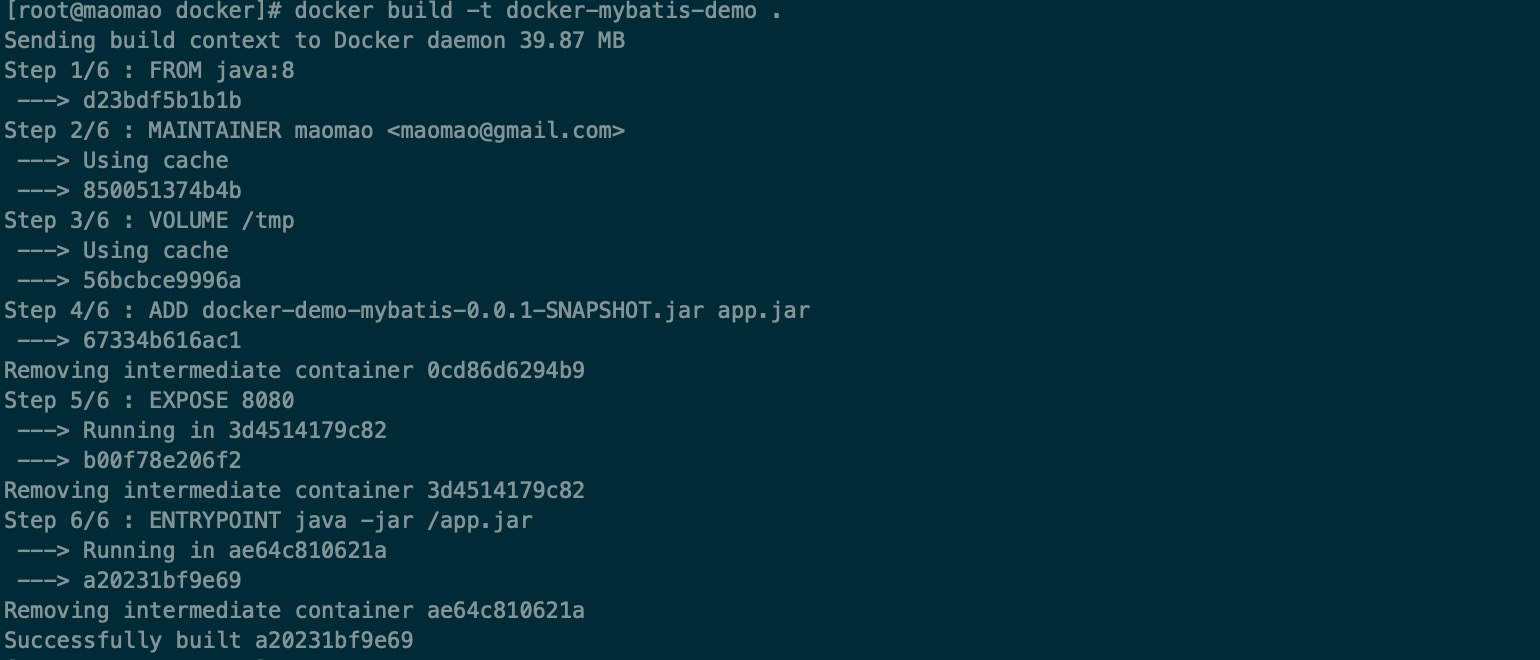 [root@maomao docker]# docker build -t docker-mybatis-demo .
Sending build context to Docker daemon 39.87 MB
Step 1/6 : FROM java:8
---> d23bdf5b1b1b
Step 2/6 : MAINTAINER maomao <maomao@gmail.com>
---> Using cache
---> 850051374b4b
Step 3/6 : VOLUME /tmp
---> Using cache
---> 56bcbce9996a
Step 4/6 : ADD docker-demo-mybatis-0.0.1-SNAPSHOT.jar app.jar
---> 67334b616ac1
Removing intermediate container 0cd86d6294b9
Step 5/6 : EXPOSE 8080
---> Running in 3d4514179c82
---> b00f78e206f2
Removing intermediate container 3d4514179c82
Step 6/6 : ENTRYPOINT java -jar /app.jar
---> Running in ae64c810621a
---> a20231bf9e69
Removing intermediate container ae64c810621a
Successfully built a20231bf9e69